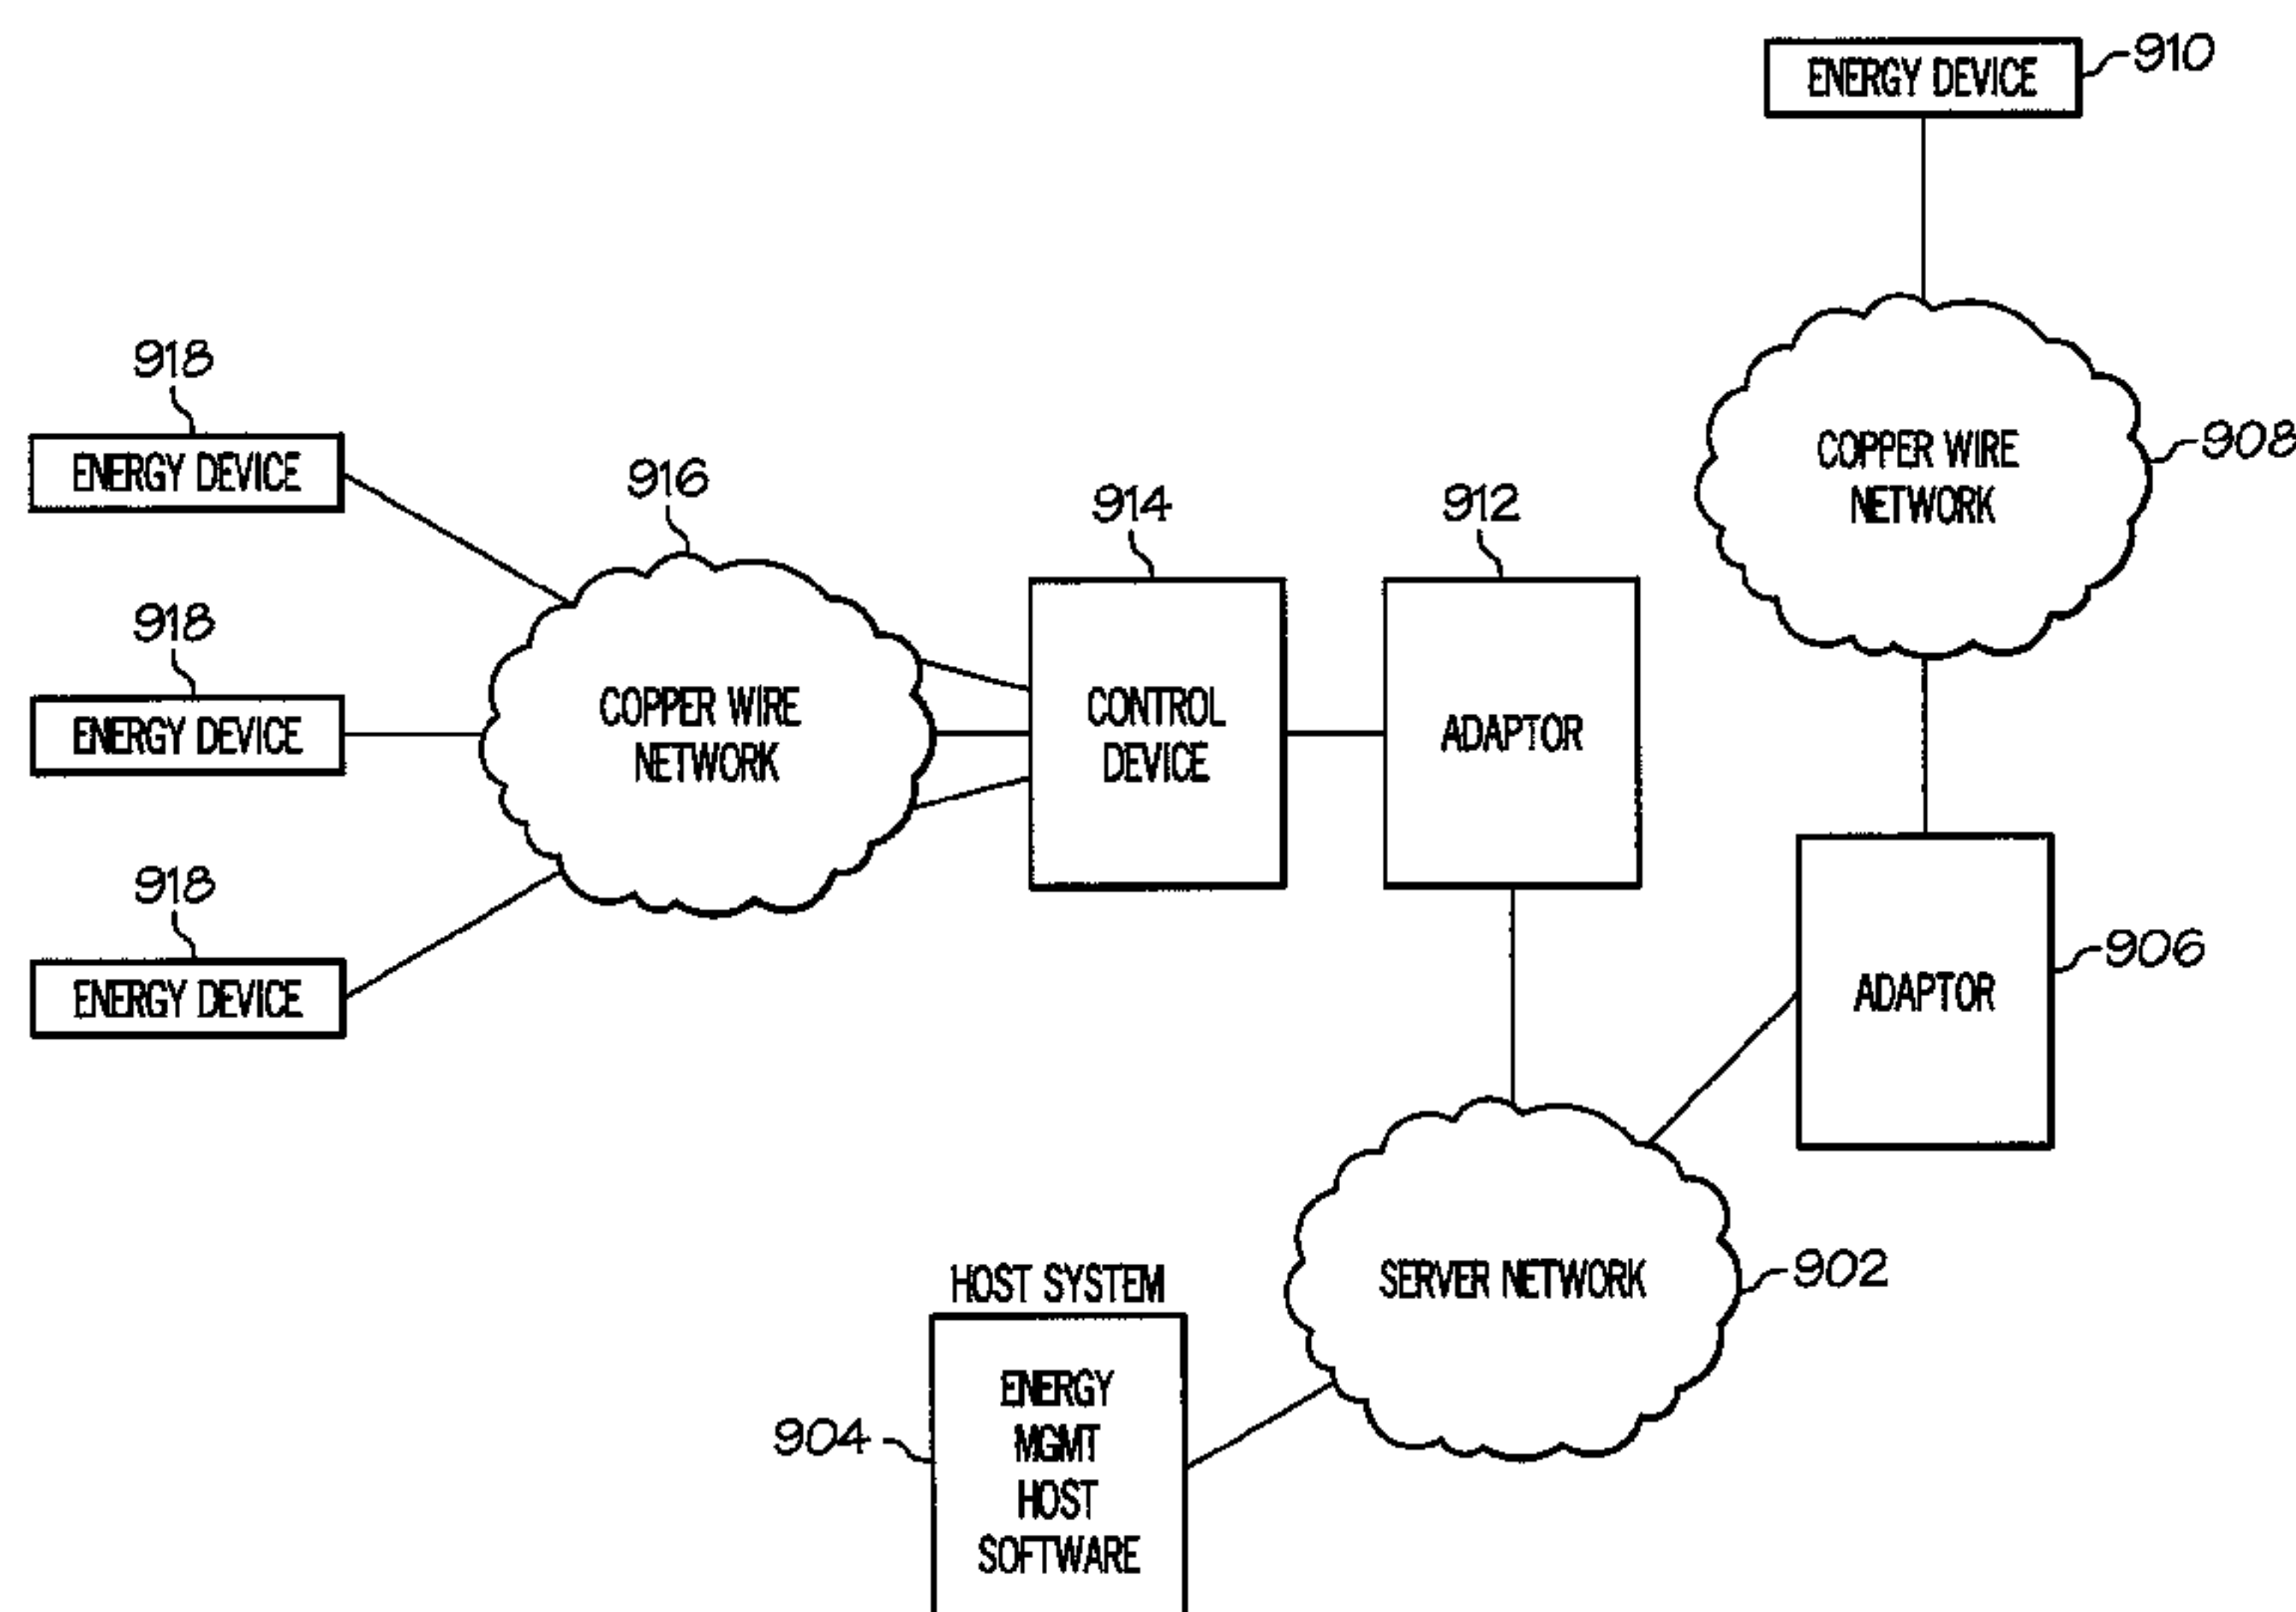 ENERGY DEVICE
910
918
ENERGY DEVICE
916
914
912
COPPER WIRE
NETWORK
908
918
ENERGY DEVICE
COPPER WIRE
NETWORK
CONTROL
DEVICE
ADAPTOR
918
ENERGY DEVICE
ADAPTOR
906
HOST SYSTEM
SERVER NETWORK
902
904
ENERGY
MGMT
HOST
SOFTWARE